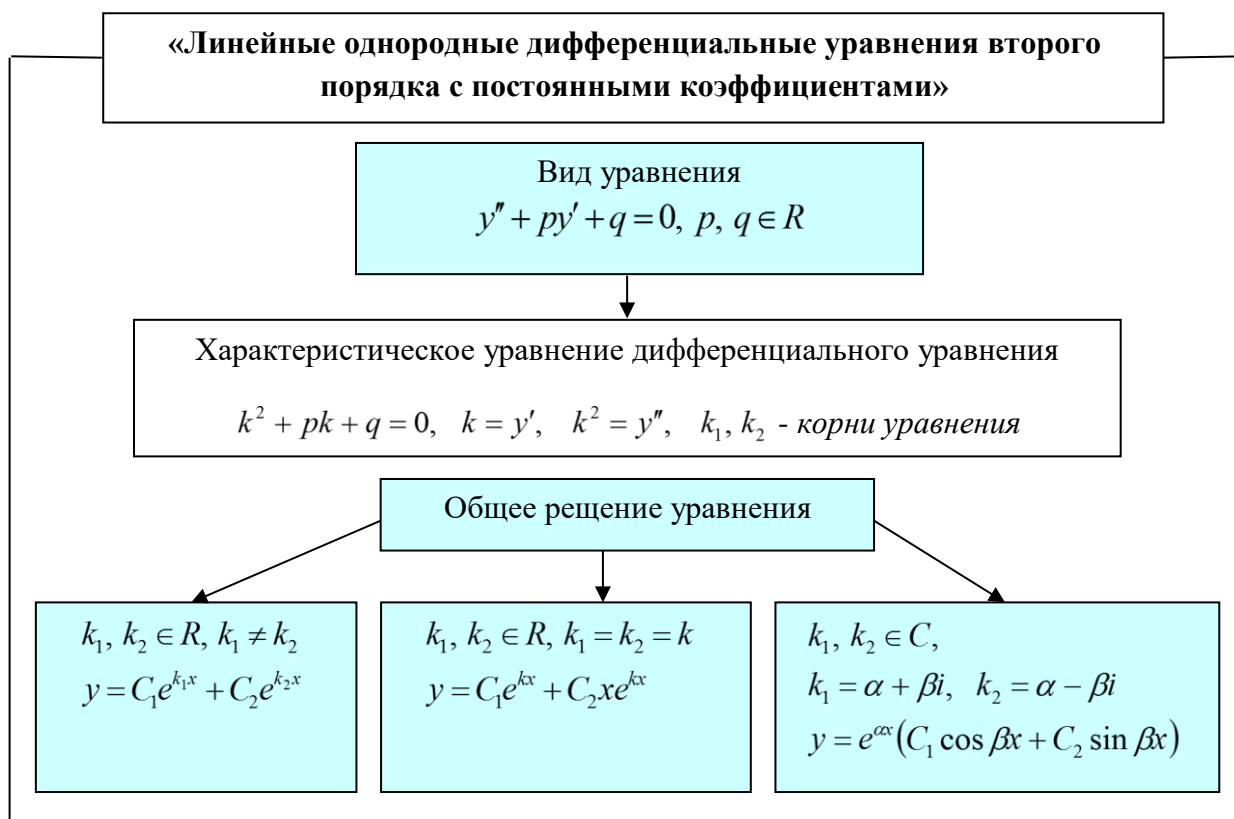 «Линейные однородные дифференциальные уравнения второго
порядка с постоянными коэффициентами»
Вид уравнения
y″ + py′ + q = 0, p, q ∈ R
Характеристическое уравнение дифференциального уравнения
k² + pk + q = 0, k = y′, k² = y″, k₁, k₂ - корни уравнения
Общее рещение уравнения
k₁, k₂ ∈ R, k₁ ≠ k₂
y = C₁e^{k₁x} + C₂e^{k₂x}
k₁, k₂ ∈ R, k₁ = k₂ = k
y = C₁e^{kx} + C₂xe^{kx}
k₁, k₂ ∈ C,
k₁ = α + βi, k₂ = α − βi
y = e^{αx}(C₁ cos βx + C₂ sin βx)